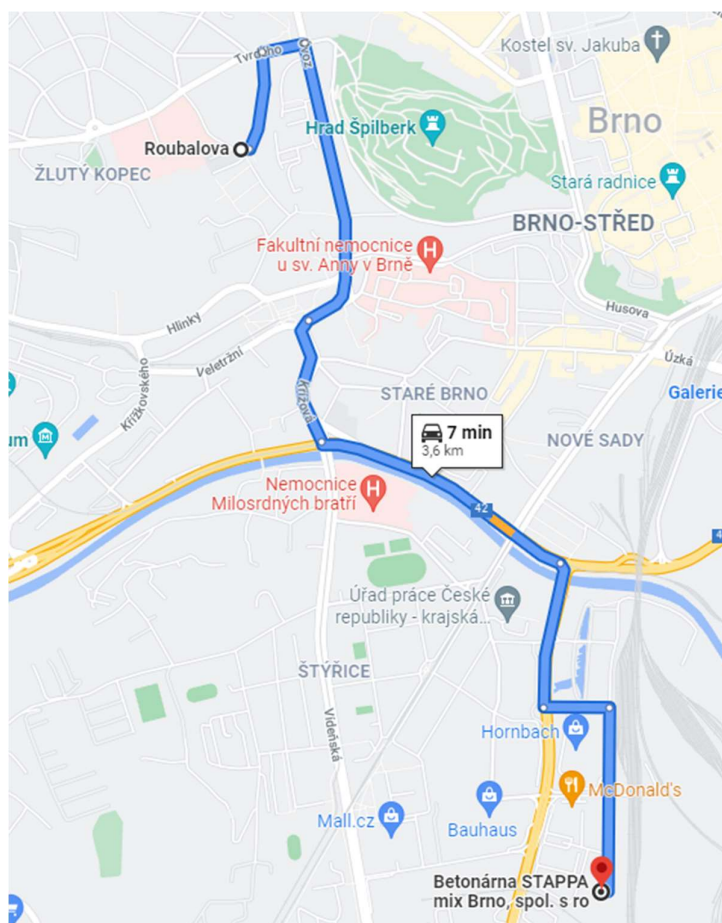 Kostel sv. Jakuba
Tvrdého
Úvoz
Brno
Hrad Špilberk
Roubalova
ŽLUTÝ KOPEC
Stará radnice
BRNO-STŘED
Fakultní nemocnice
u sv. Anny v Brně
Husova
Hlinky
Úzká
Veletržní
Křížkovského
Křížová
STARÉ BRNO
Galerie
um
7 min
3,6 km
NOVÉ SADY
Nemocnice
Milosrdných bratří
42
4
Úřad práce České
republiky - krajská...
ŠTÝŘICE
Vídeňská
Hornbach
McDonald's
Mall.cz
Bauhaus
Betonárna STAPPA
mix Brno, spol. s ro